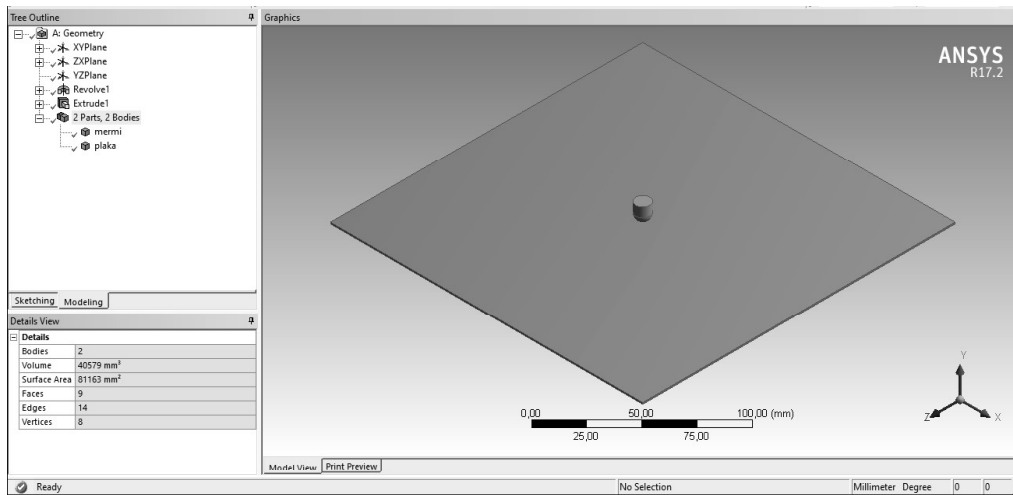 Tree Outline
A: Geometry
XYPlane
ZXPlane
YZPlane
Revolve1
Extrude1
2 Parts, 2 Bodies
mermi
plaka
Sketching Modeling
Details View
Details
Bodies 2
Volume 40579 mm³
Surface Area 81163 mm²
Faces 9
Edges 14
Vertices 8
Graphics
ANSYS
R17.2
0,00 50,00 100,00 (mm)
25,00 75,00
Y
Z X
Model View Print Preview
Ready No Selection Millimeter Degree 0 0